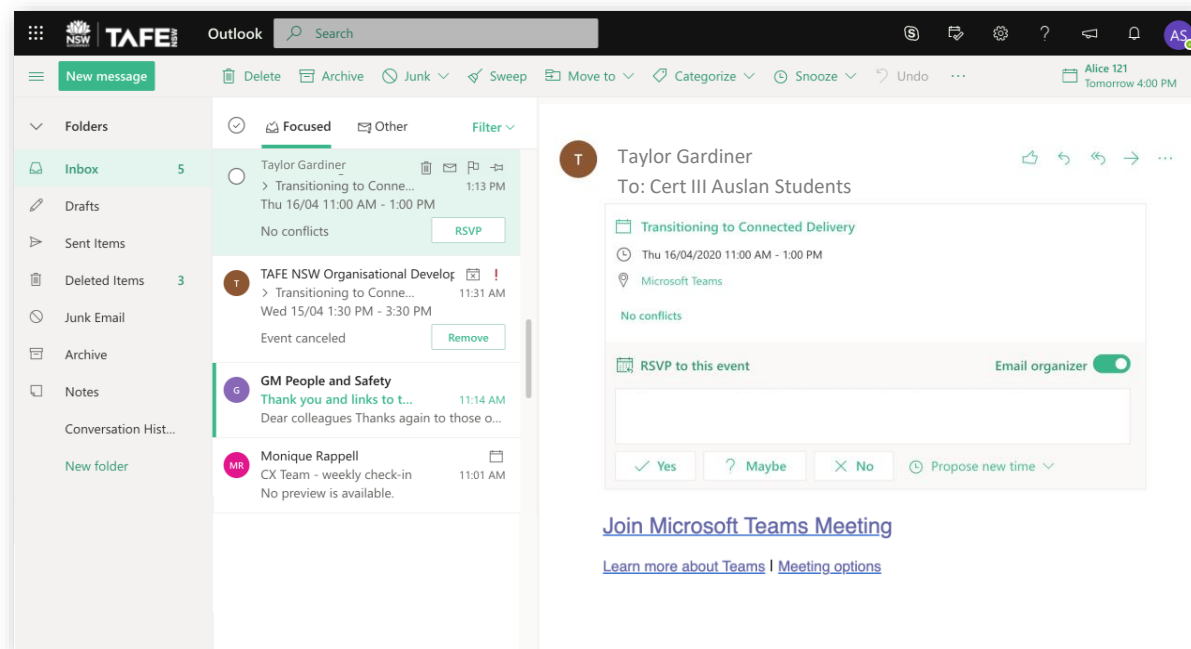 NSW TAFE NSW Outlook Search AS
New message Delete Archive Junk Sweep Move to Categorize Snooze Undo ... Alice 121
Tomorrow 4:00 PM
Folders
Inbox 5
Drafts
Sent Items
Deleted Items 3
Junk Email
Archive
Notes
Conversation Hist...
New folder
Focused Other Filter
Taylor Gardiner
> Transitioning to Conne... 1:13 PM
Thu 16/04 11:00 AM - 1:00 PM
No conflicts RSVP
T TAFE NSW Organisational Develop !
> Transitioning to Conne... 11:31 AM
Wed 15/04 1:30 PM - 3:30 PM
Event canceled Remove
G GM People and Safety
Thank you and links to t... 11:14 AM
Dear colleagues Thanks again to those o...
MR Monique Rappell
CX Team - weekly check-in 11:01 AM
No preview is available.
T Taylor Gardiner ...
To: Cert III Auslan Students
Transitioning to Connected Delivery
Thu 16/04/2020 11:00 AM - 1:00 PM
Microsoft Teams
No conflicts
RSVP to this event Email organizer
Yes ? Maybe No Propose new time
Join Microsoft Teams Meeting
Learn more about Teams | Meeting options